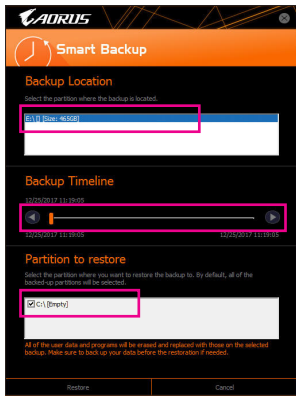 AORUS
Smart Backup
Backup Location
Select the partition where the backup is located.
E:\ [] [Size: 465GB]
Backup Timeline
12/25/2017 11:19:05
12/25/2017 11:19:05 12/25/2017 11:19:05
Partition to restore
Select the partition where you want to restore the backup to. By default, all of the
backed-up partitions will be selected.
C:\ [Empty]
All of the user data and programs will be erased and replaced with those on the selected
backup. Make sure to back up your data before the restoration if needed.
Restore Cancel